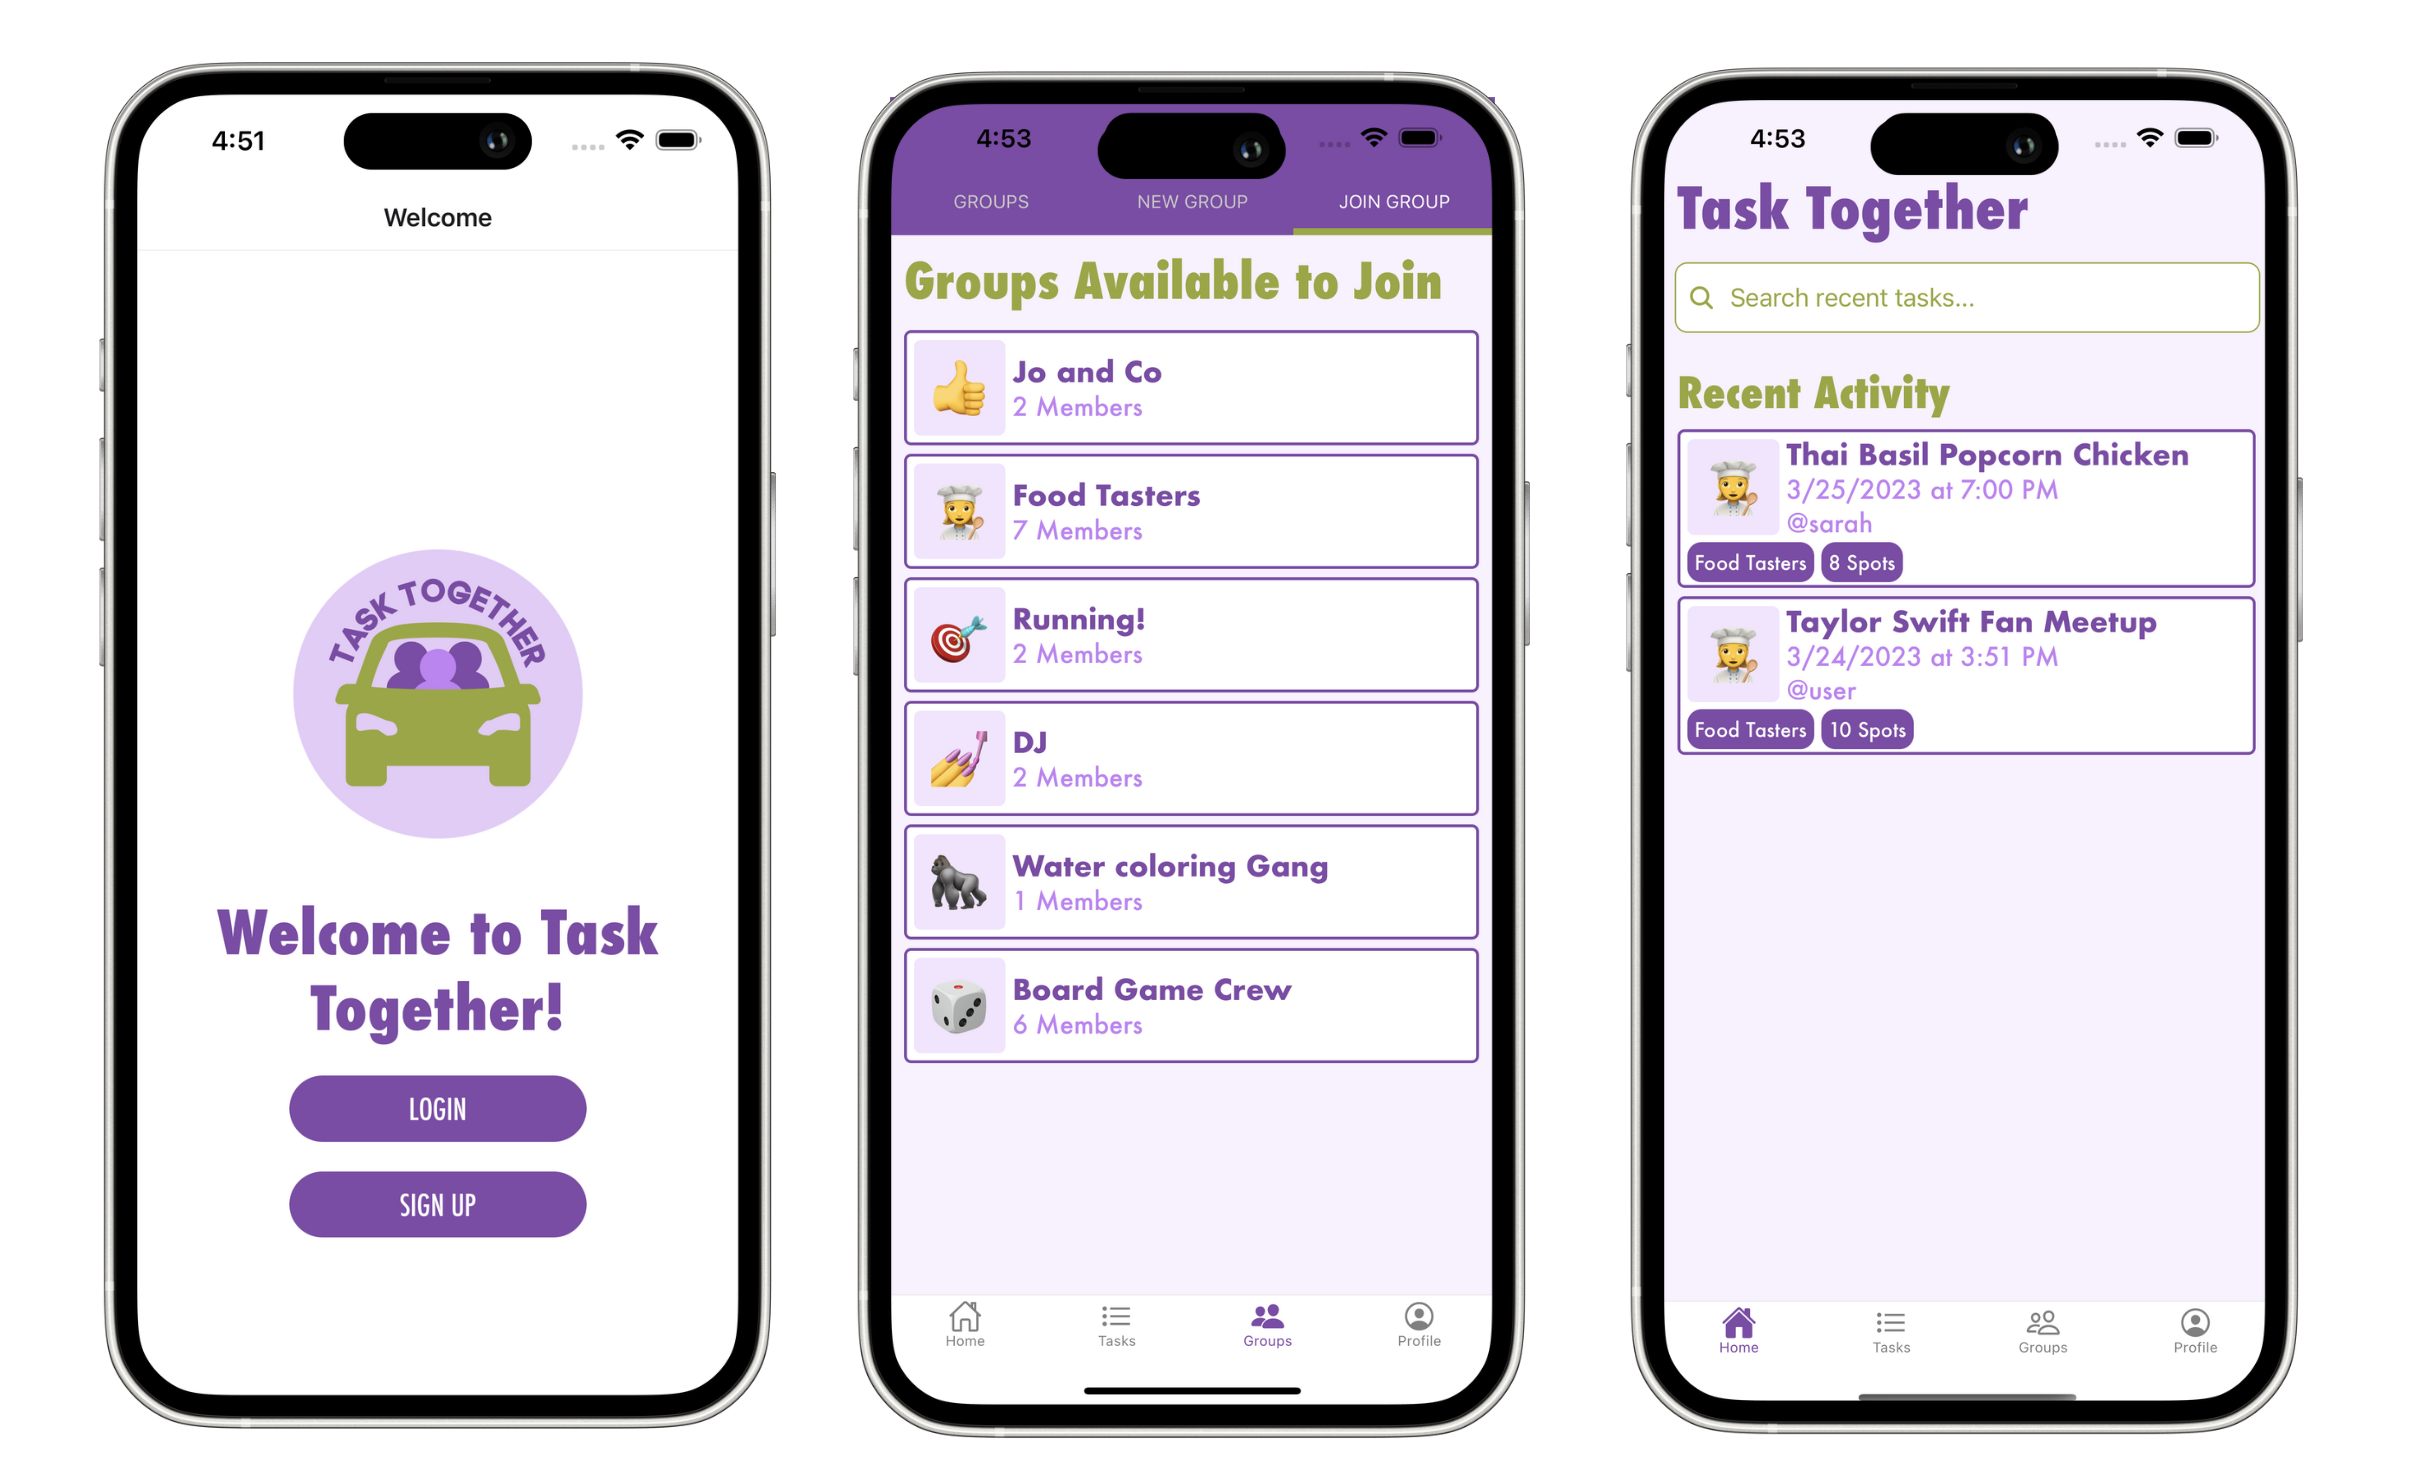 4:51
Welcome
TASK TOGETHER
Welcome to Task
Together!
LOGIN
SIGN UP
4:53
GROUPS
NEW GROUP
JOIN GROUP
Groups Available to Join
Jo and Co
2 Members
Food Tasters
7 Members
Running!
2 Members
DJ
2 Members
Water coloring Gang
1 Members
Board Game Crew
6 Members
Home
Tasks
Groups
Profile
4:53
Task Together
Search recent tasks...
Recent Activity
Thai Basil Popcorn Chicken
3/25/2023 at 7:00 PM
@sarah
Food Tasters
8 Spots
Taylor Swift Fan Meetup
3/24/2023 at 3:51 PM
@user
Food Tasters
10 Spots
Home
Tasks
Groups
Profile